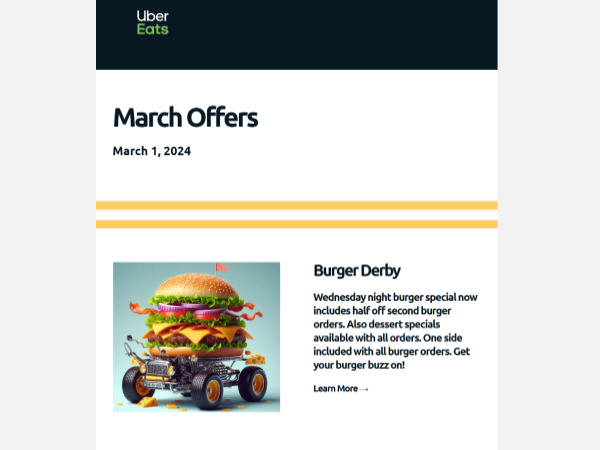 Uber
Eats
March Offers
March 1, 2024
Burger Derby
Wednesday night burger special now
includes half off second burger
orders. Also dessert specials
available with all orders. One side
included with all burger orders. Get
your burger buzz on!
Learn More →